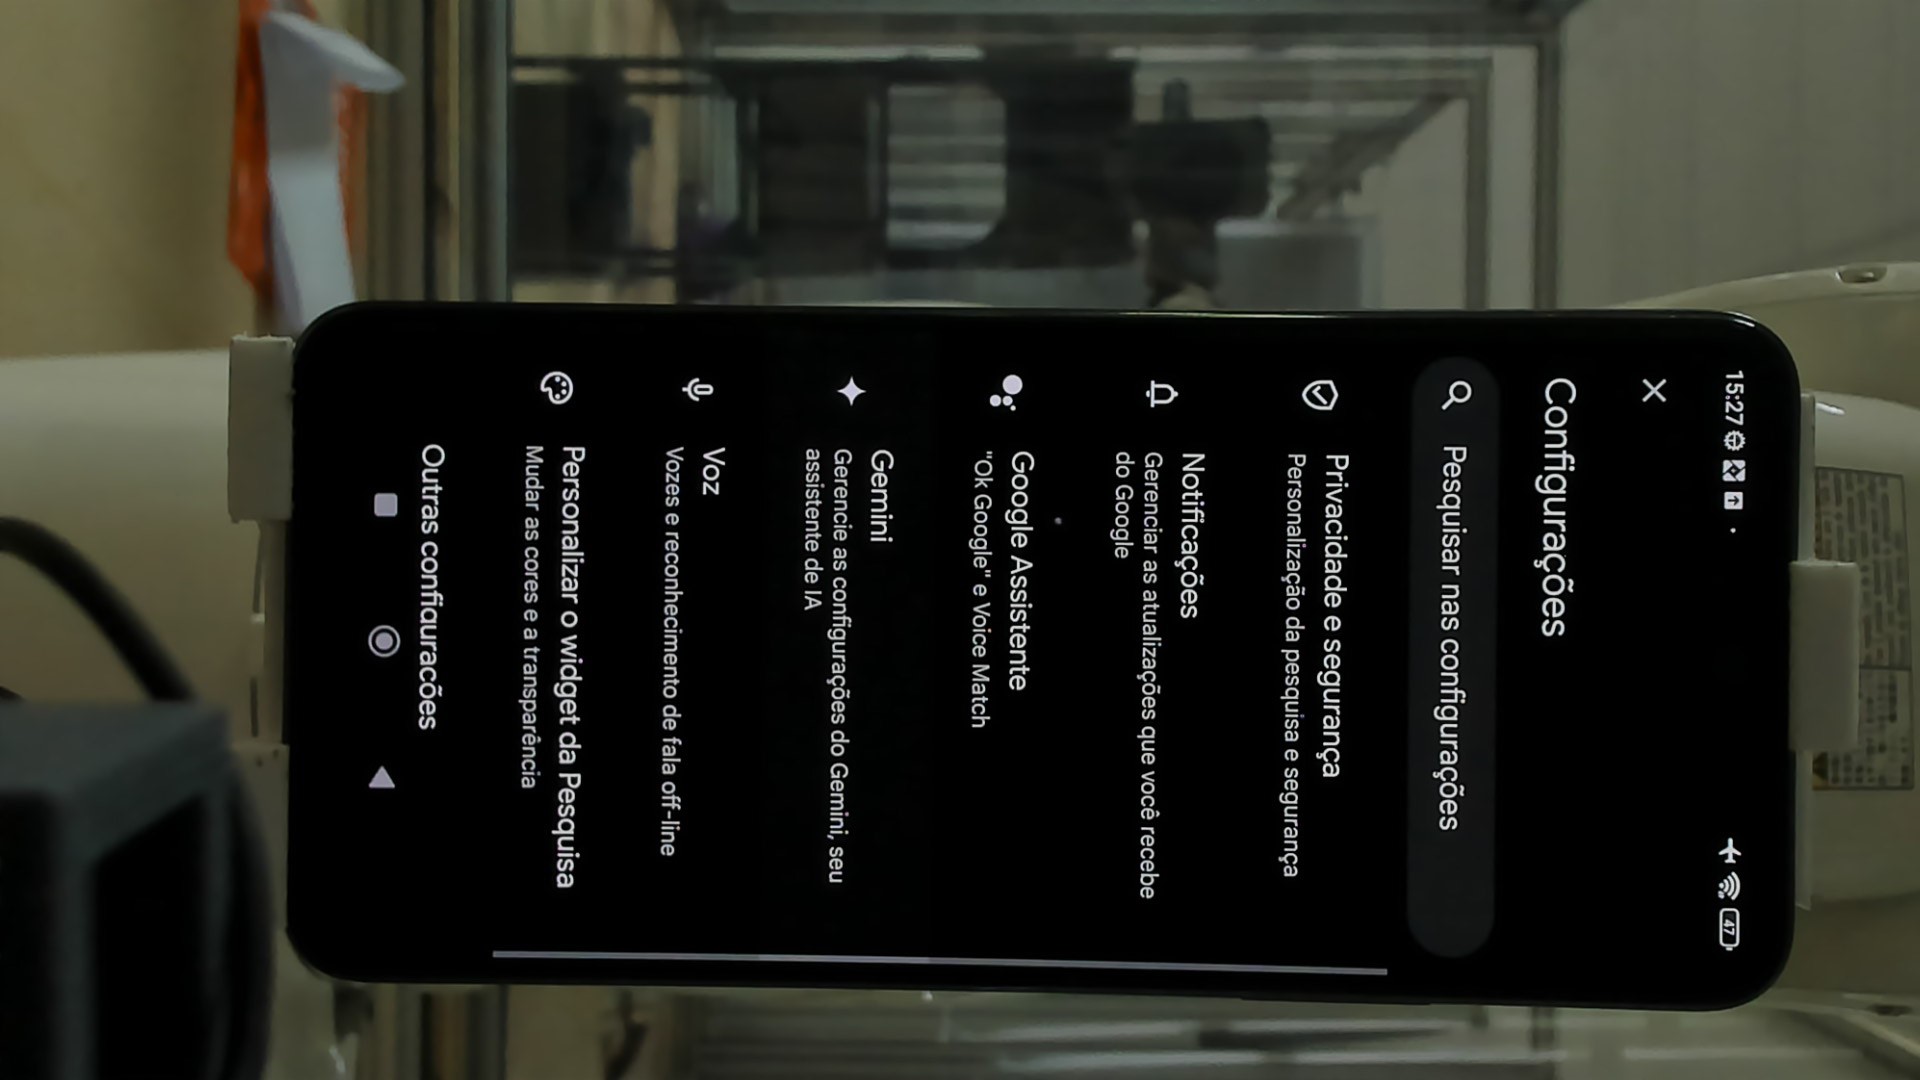 15:27
47
Configurações
Pesquisar nas configurações
Privacidade e segurança
Personalização da pesquisa e segurança
Notificações
Gerenciar as atualizações que você recebe
do Google
Google Assistente
"Ok Google" e Voice Match
Gemini
Gerencie as configurações do Gemini, seu
assistente de IA
Voz
Vozes e reconhecimento de fala off-line
Personalizar o widget da Pesquisa
Mudar as cores e a transparência
Outras configurações